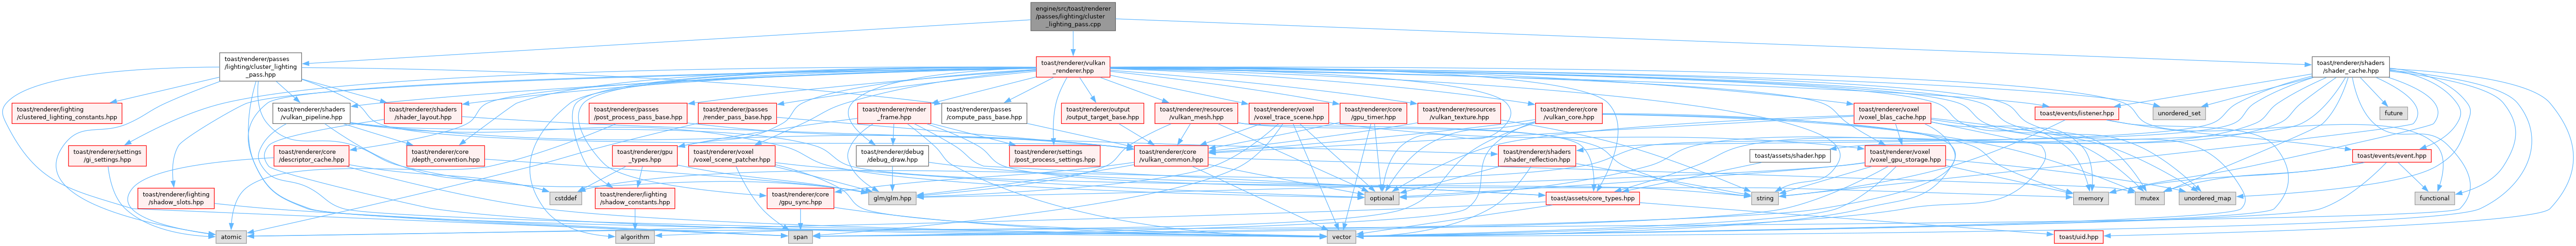 engine/src/toast/renderer
/passes/lighting/cluster
_lighting_pass.cpp
toast/renderer/passes
/lighting/cluster_lighting
_pass.hpp
toast/renderer/vulkan
_renderer.hpp
toast/renderer/shaders
/shader_cache.hpp
toast/renderer/lighting
/clustered_lighting_constants.hpp
toast/renderer/shaders
/vulkan_pipeline.hpp
toast/renderer/shaders
/shader_layout.hpp
toast/renderer/passes
/post_process_pass_base.hpp
toast/renderer/passes
/render_pass_base.hpp
toast/renderer/render
_frame.hpp
toast/renderer/passes
/compute_pass_base.hpp
toast/renderer/output
/output_target_base.hpp
toast/renderer/resources
/vulkan_mesh.hpp
toast/renderer/voxel
/voxel_trace_scene.hpp
toast/renderer/core
/gpu_timer.hpp
toast/renderer/resources
/vulkan_texture.hpp
toast/renderer/core
/vulkan_core.hpp
toast/renderer/voxel
/voxel_blas_cache.hpp
toast/events/listener.hpp
unordered_set
future
toast/renderer/settings
/gi_settings.hpp
toast/renderer/core
/descriptor_cache.hpp
toast/renderer/core
/depth_convention.hpp
toast/renderer/gpu
_types.hpp
toast/renderer/voxel
/voxel_scene_patcher.hpp
toast/renderer/debug
/debug_draw.hpp
toast/renderer/settings
/post_process_settings.hpp
toast/renderer/core
/vulkan_common.hpp
toast/renderer/shaders
/shader_reflection.hpp
toast/renderer/voxel
/voxel_gpu_storage.hpp
toast/assets/shader.hpp
toast/events/event.hpp
toast/renderer/lighting
/shadow_slots.hpp
cstddef
toast/renderer/lighting
/shadow_constants.hpp
toast/renderer/core
/gpu_sync.hpp
glm/glm.hpp
optional
toast/assets/core_types.hpp
string
memory
mutex
unordered_map
functional
atomic
algorithm
span
vector
toast/uid.hpp